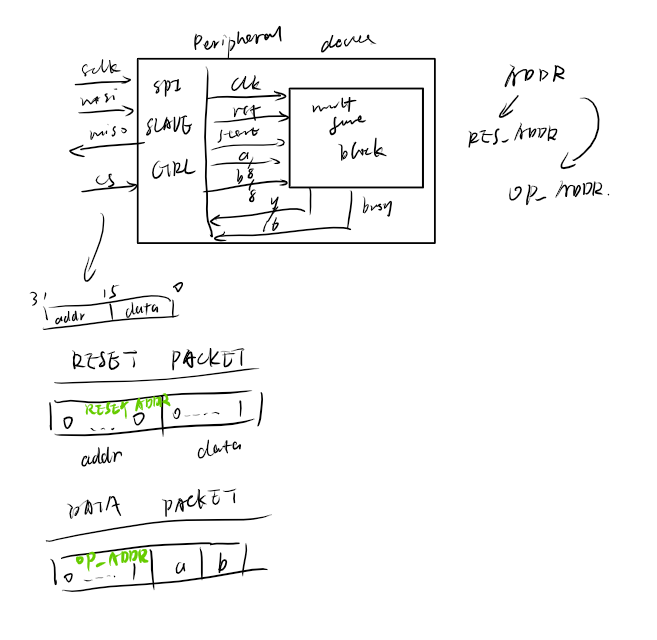 Peripheral device
sclk
mosi
miso
cs
SPI
SLAVE
CTRL
clk
rst
start
a
8
b
8
y
16
busy
mult
func
block
ADDR
RES_ADDR
OP_ADDR.
31 15 0
addr data
RESET PACKET
RESET ADDR
0 .... 0 0 ..... 1
addr data
DATA PACKET
OP_ADDR
0 .... 1 a b